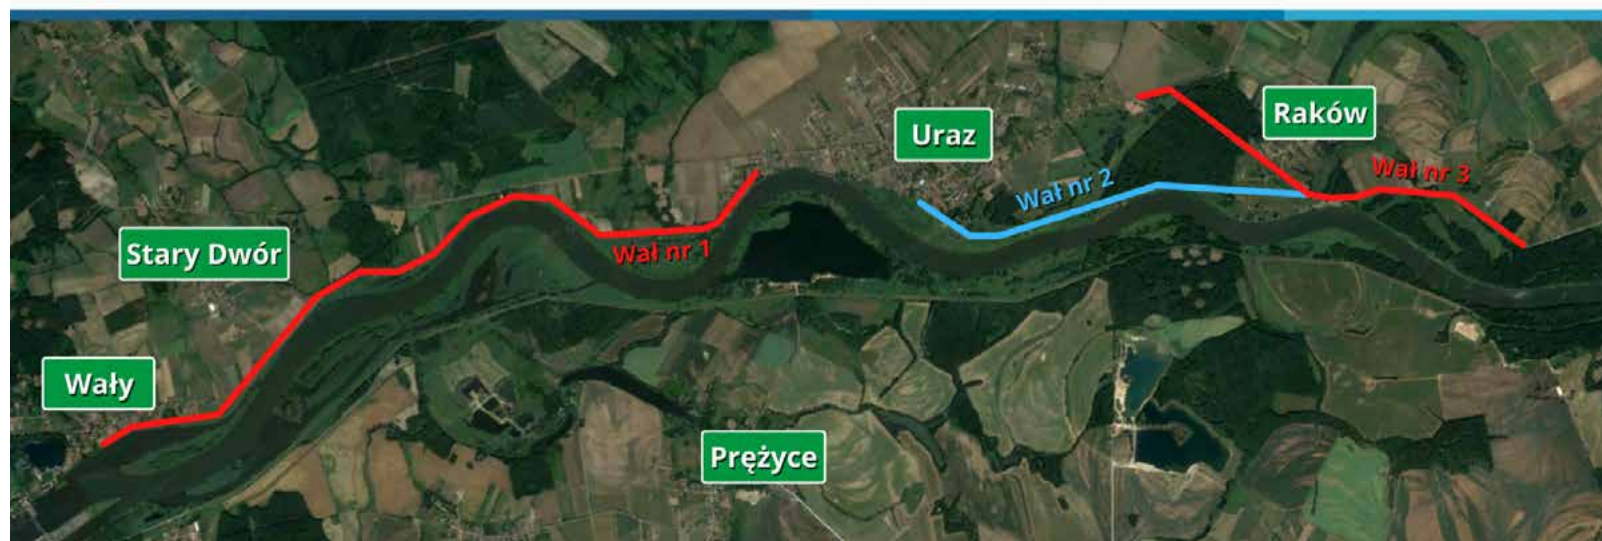 Uraz
Raków
Wał nr 3
Wał nr 2
Stary Dwór
Wał nr 1
Wały
Prężyce